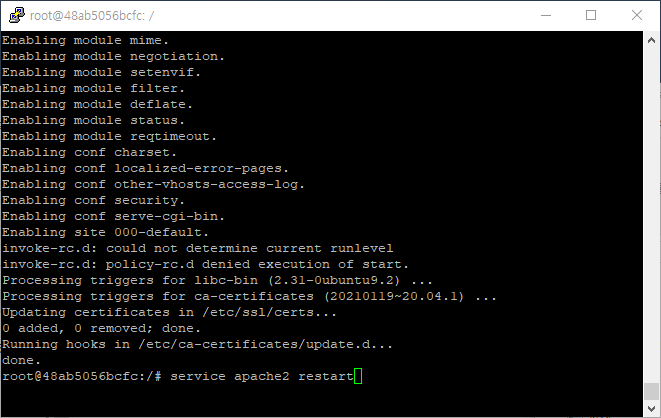 root@48ab5056bcfc: /
Enabling module mime.
Enabling module negotiation.
Enabling module setenvif.
Enabling module filter.
Enabling module deflate.
Enabling module status.
Enabling module reqtimeout.
Enabling conf charset.
Enabling conf localized-error-pages.
Enabling conf other-vhosts-access-log.
Enabling conf security.
Enabling conf serve-cgi-bin.
Enabling site 000-default.
invoke-rc.d: could not determine current runlevel
invoke-rc.d: policy-rc.d denied execution of start.
Processing triggers for libc-bin (2.31-0ubuntu9.2) ...
Processing triggers for ca-certificates (20210119~20.04.1) ...
Updating certificates in /etc/ssl/certs...
0 added, 0 removed; done.
Running hooks in /etc/ca-certificates/update.d...
done.
root@48ab5056bcfc:/# service apache2 restart